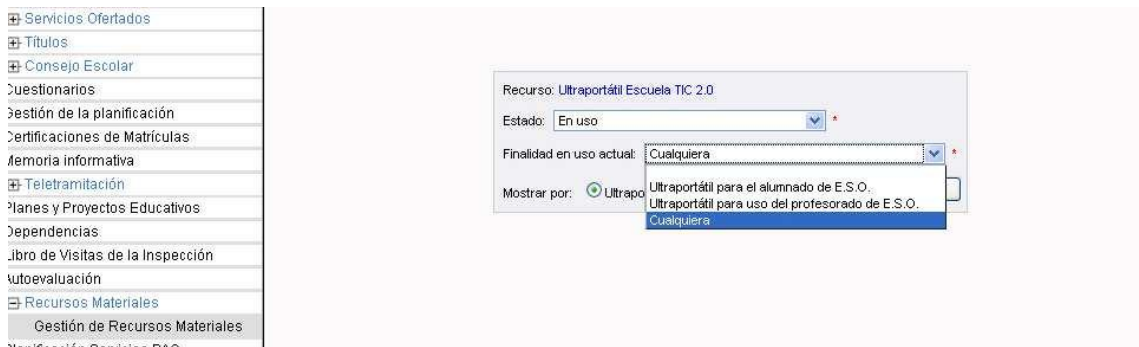 Servicios Ofertados
Títulos
Consejo Escolar
Cuestionarios
Gestión de la planificación
Certificaciones de Matrículas
Memoria informativa
Teletramitación
Planes y Proyectos Educativos
Dependencias
Libro de Visitas de la Inspección
Autoevaluación
Recursos Materiales
Gestión de Recursos Materiales
Recurso: Ultraportátil Escuela TIC 2.0
Estado: En uso *
Finalidad en uso actual: Cualquiera *
Mostrar por:
Ultraportátil para el alumnado de E.S.O.
Ultraportátil para uso del profesorado de E.S.O.
Cualquiera